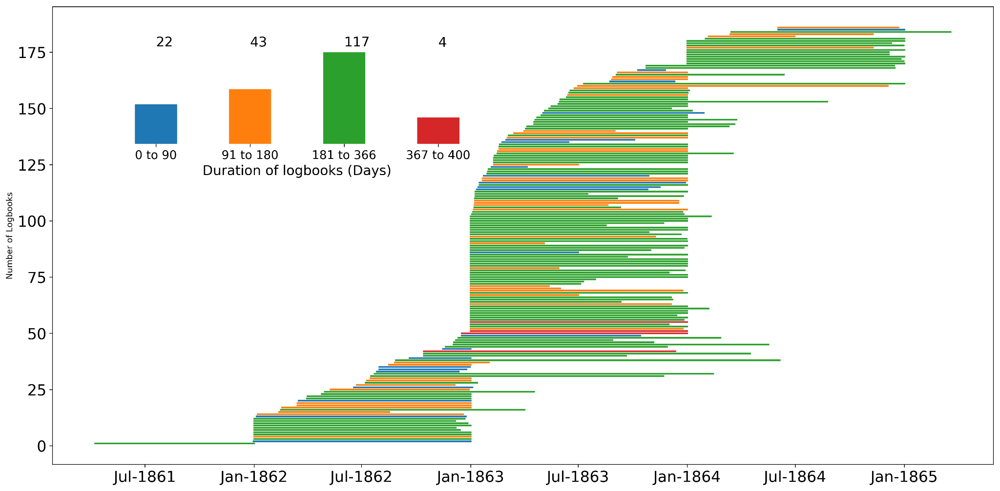 22 43 117 4
0 to 90 91 to 180 181 to 366 367 to 400
Duration of logbooks (Days)
175
150
125
100
75
50
25
0
Number of Logbooks
Jul-1861 Jan-1862 Jul-1862 Jan-1863 Jul-1863 Jan-1864 Jul-1864 Jan-1865